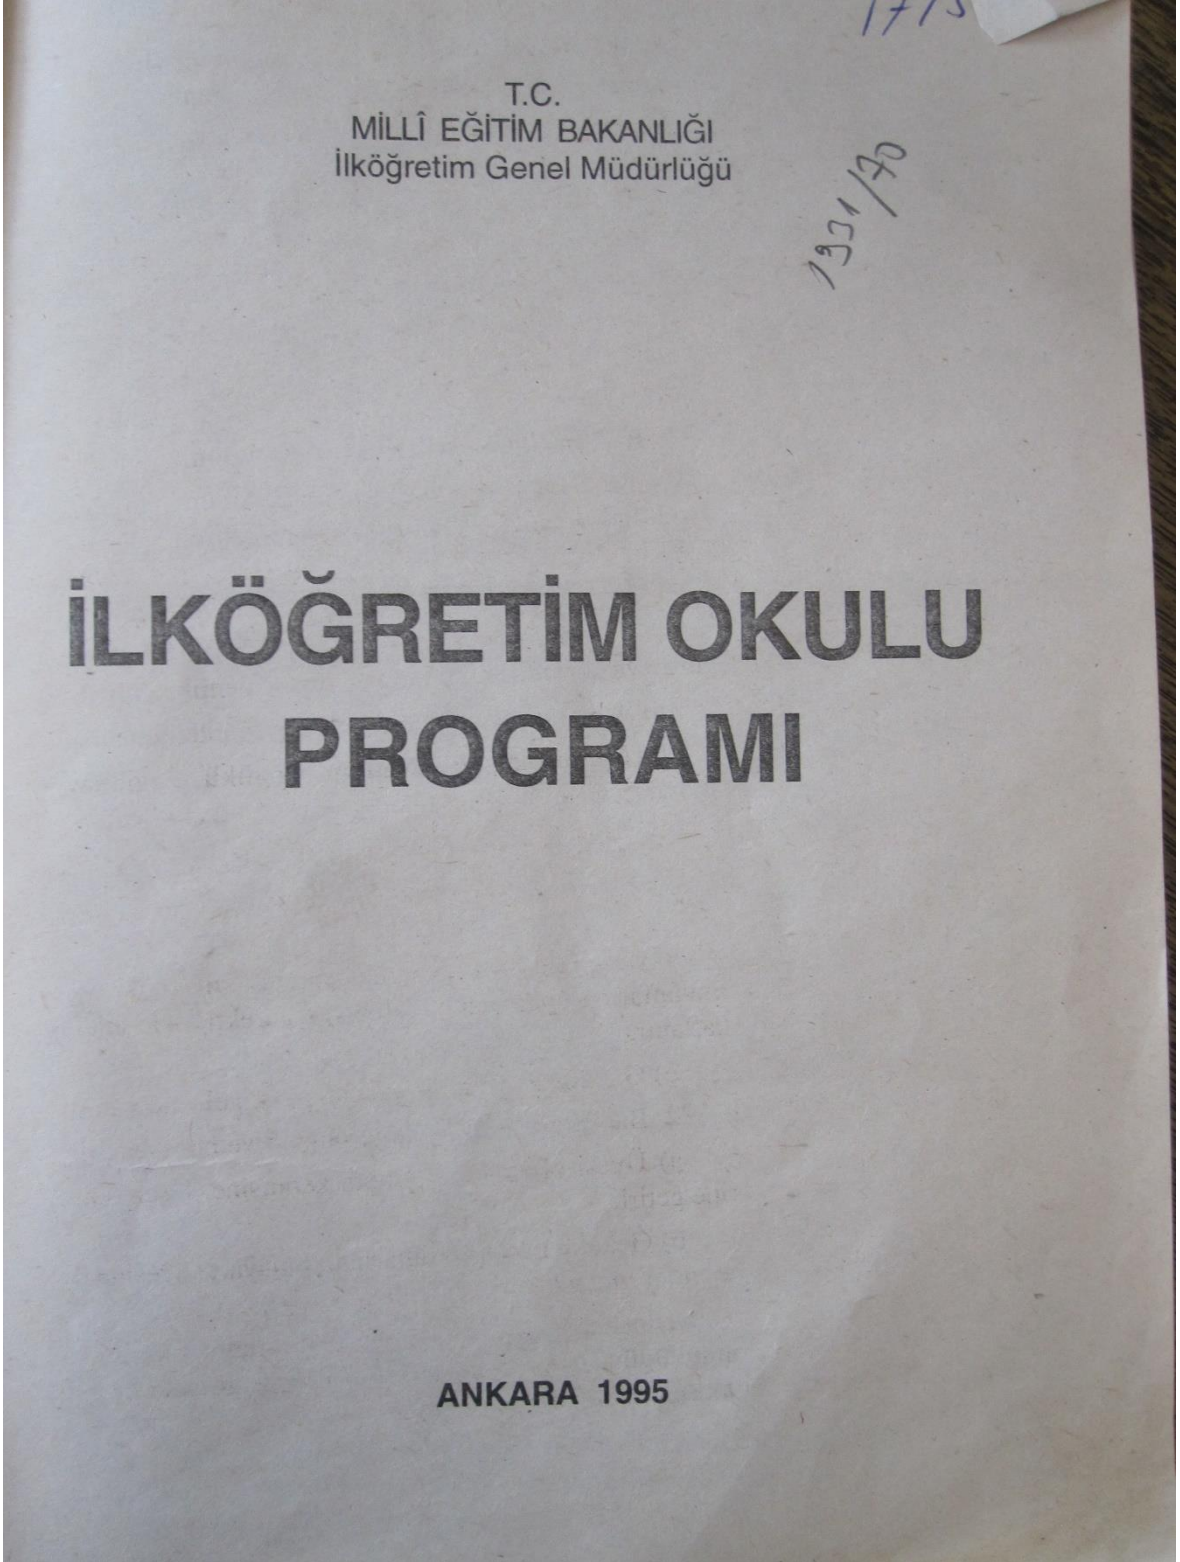 T.C.
MİLLÎ EĞİTİM BAKANLIĞI
İlköğretim Genel Müdürlüğü
1931/70
İLKÖĞRETİM OKULU
PROGRAMI
ANKARA 1995